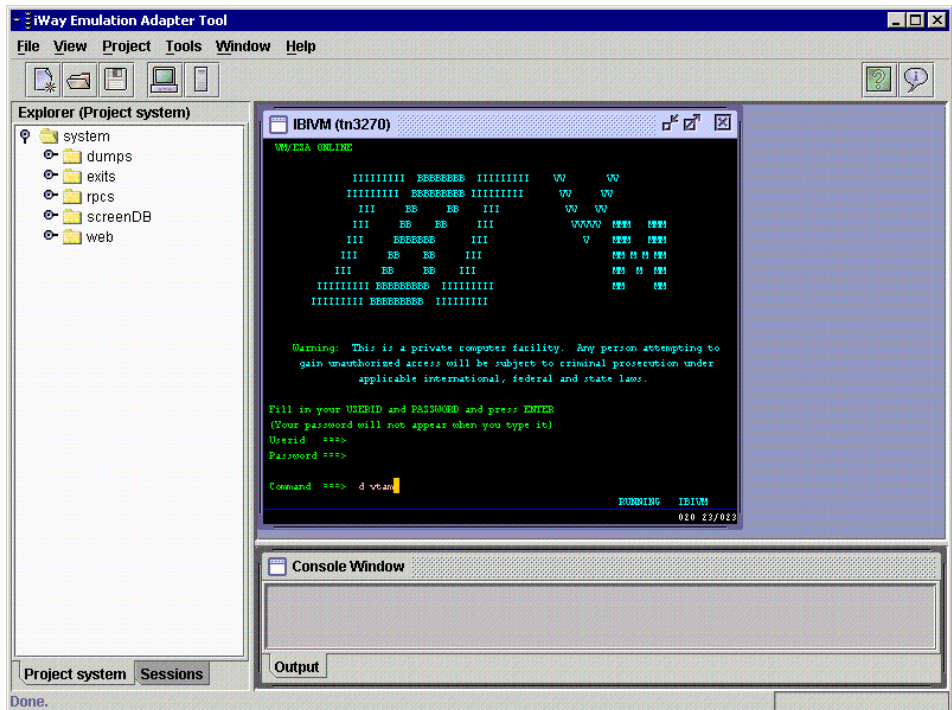 iWay Emulation Adapter Tool
File View Project Tools Window Help
Explorer (Project system)
system
dumps
exits
rpcs
screenDB
web
Project system Sessions
IBIVM (tn3270)
VM/ESA ONLINE
IIIIIIIII BBBBBBBB IIIIIIIII VV VV
IIIIIIIII BBBBBBBB IIIIIIIII VV VV
III BB BB III VV VV
III BB BB III VVVV MMM MMM
III BBBBBBB III V MMM MMM
III BB BB III MM M M MM
III BB BB III MM M MM
IIIIIIIII BBBBBBBBB IIIIIIIII MM MM
IIIIIIIII BBBBBBBBB IIIIIIIII
Warning: This is a private computer facility. Any person attempting to
gain unauthorized access will be subject to criminal prosecution under
applicable international, federal and state laws.
Fill in your USERID and PASSWORD and press ENTER
(Your password will not appear when you type it)
Userid ===>
Password ===>
Command ===> d vtam
RUNNING IBIVM
020 23/023
Console Window
Output
Done.